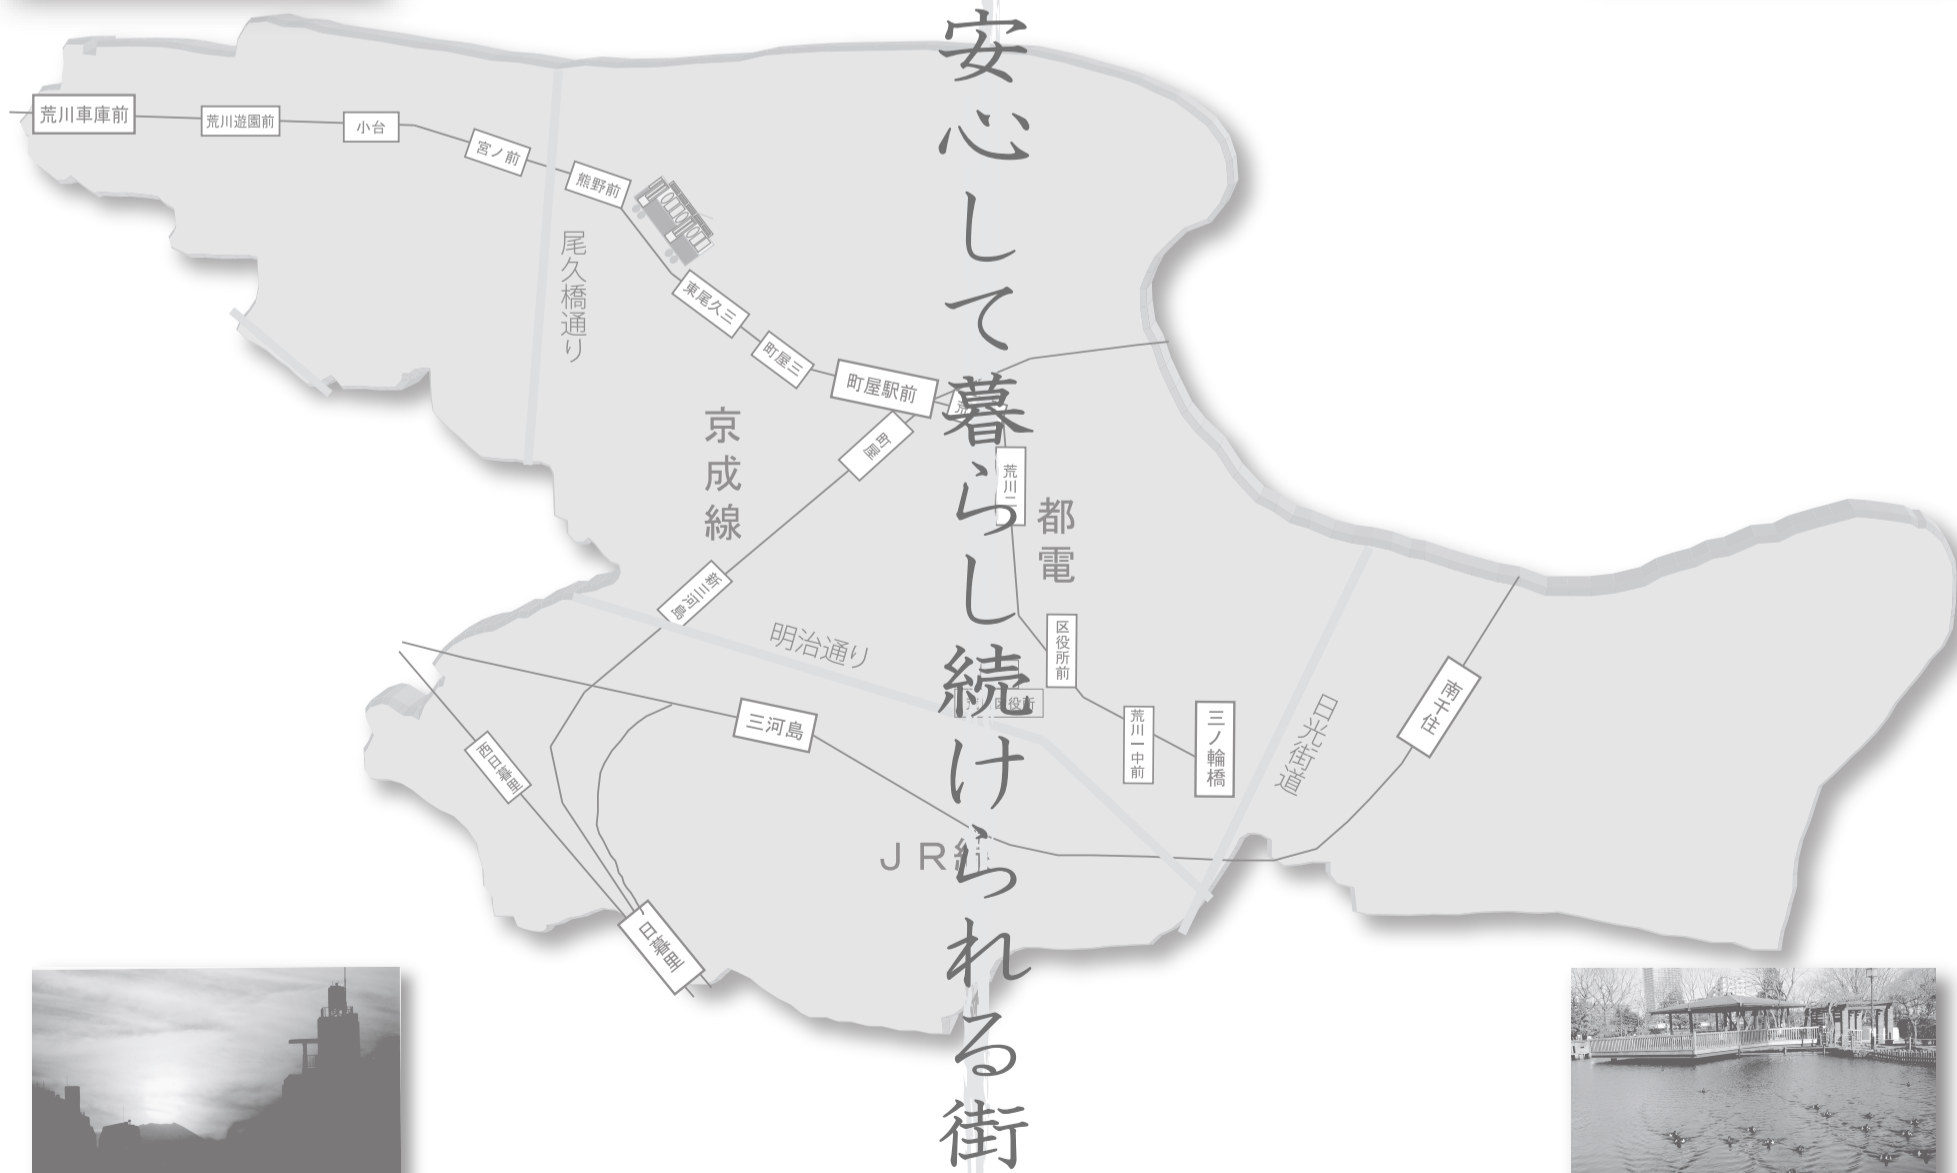 安心して暮らし続けられる街
荒川車庫前
荒川遊園前
小台
宮ノ前
熊野前
尾久橋通り
東尾久三
町屋三
町屋駅前
町屋
荒川二
京成線
都電
新三河島
明治通り
区役所前
区役所
荒川一中前
三ノ輪橋
日光街道
南千住
三河島
西日暮里
JR線
日暮里